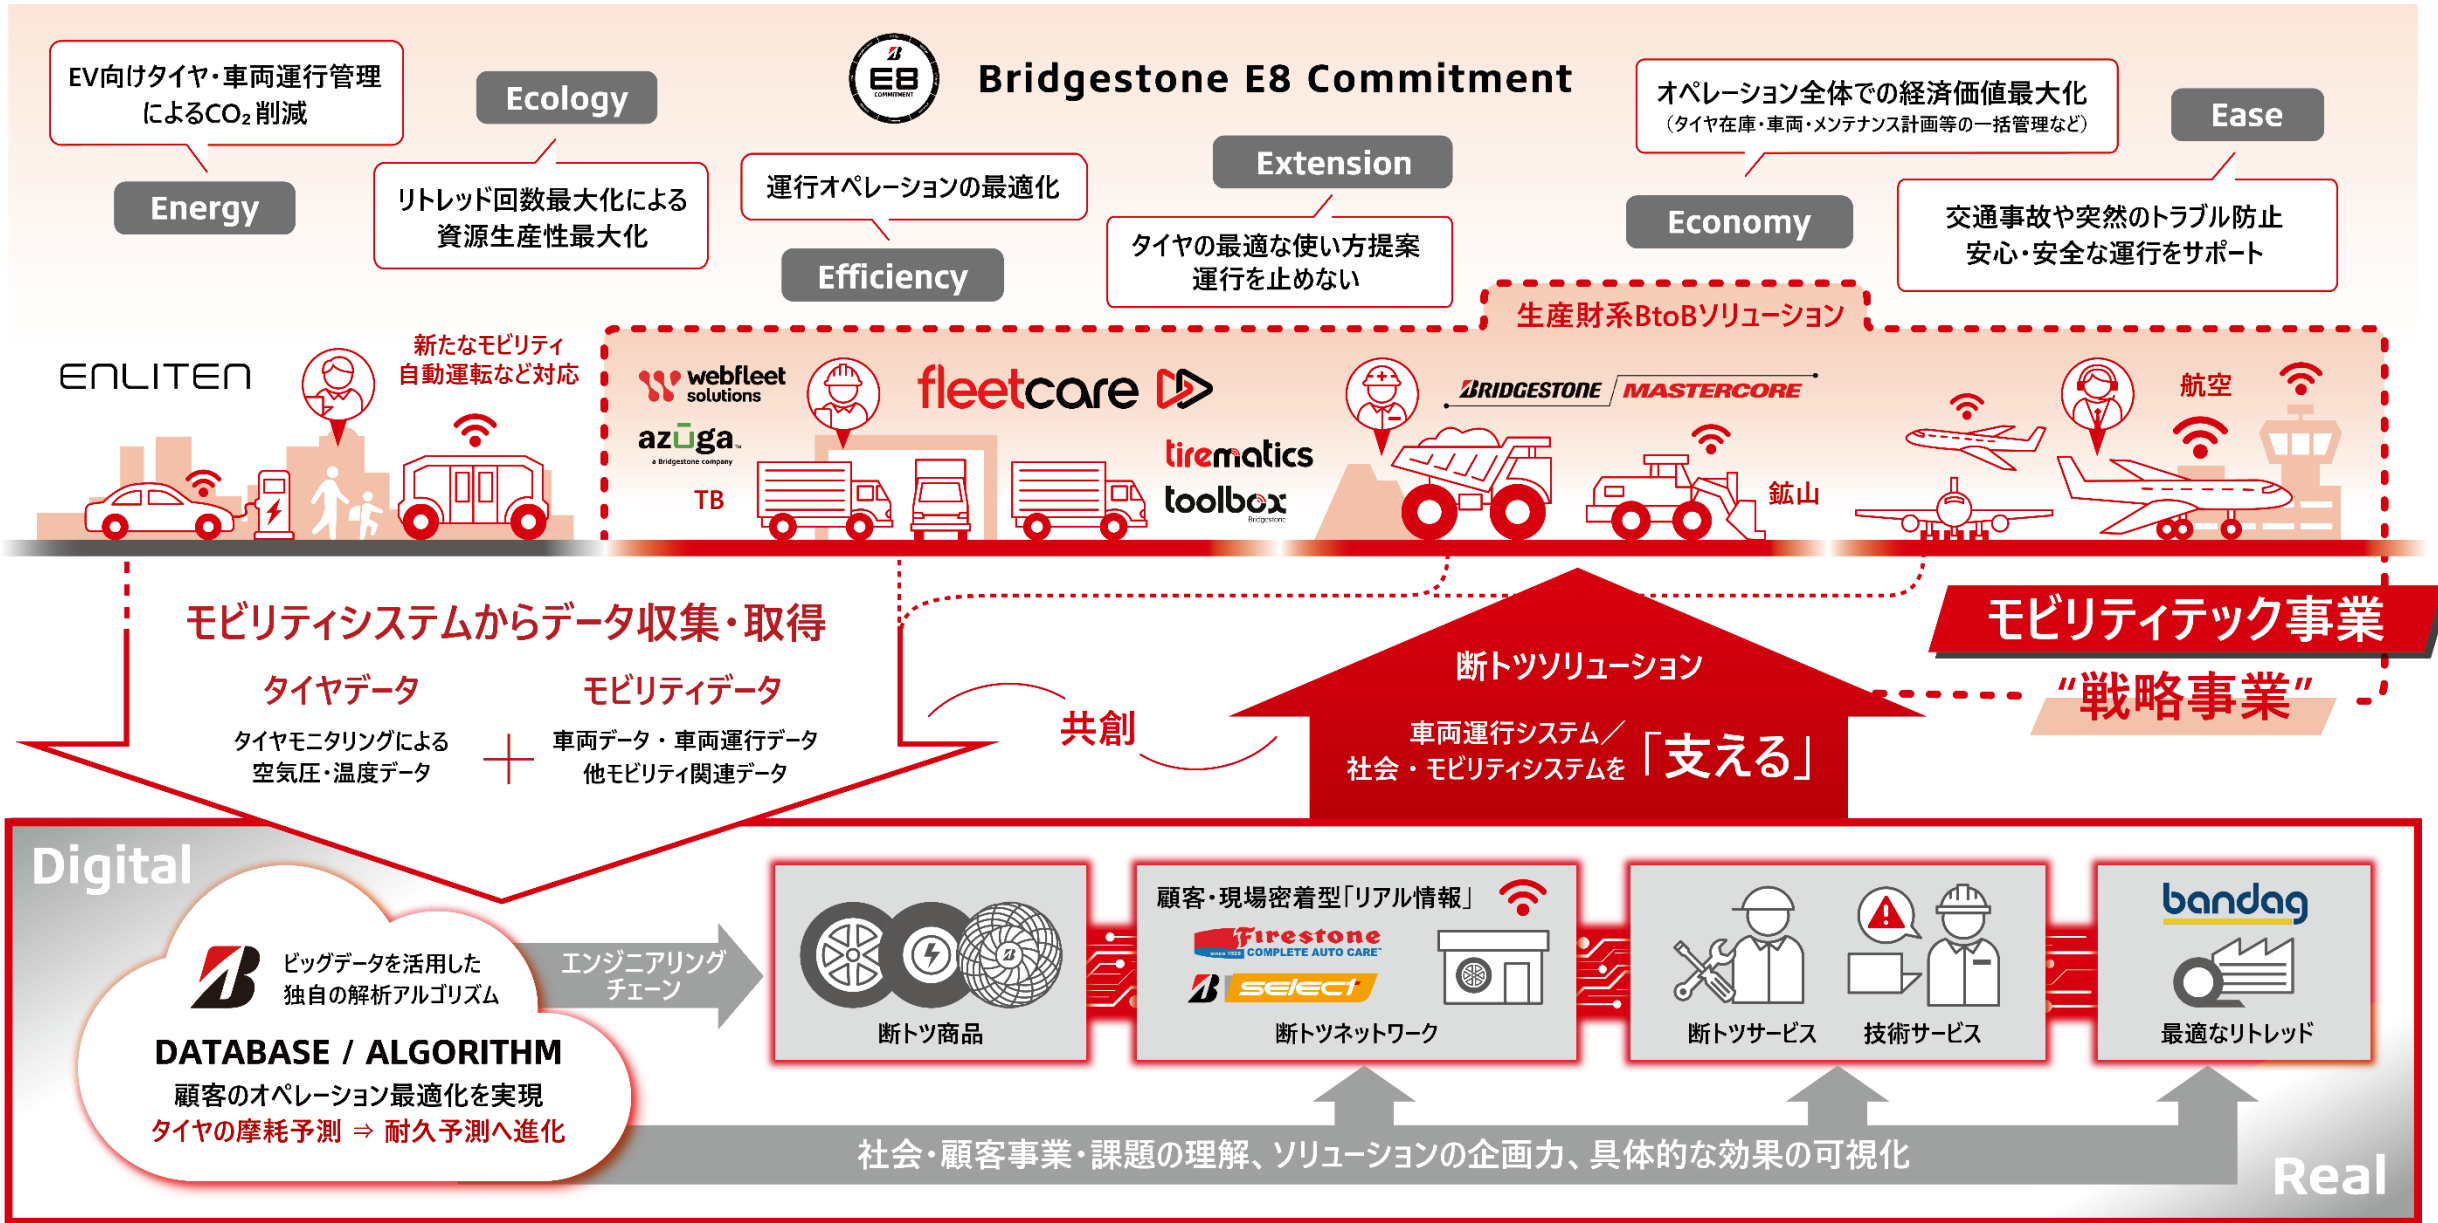 E8
COMMITMENT
Bridgestone E8 Commitment
EV向けタイヤ・車両運行管理
によるCO₂削減
Energy
Ecology
リトレッド回数最大化による
資源生産性最大化
運行オペレーションの最適化
Efficiency
Extension
タイヤの最適な使い方提案
運行を止めない
オペレーション全体での経済価値最大化
（タイヤ在庫・車両・メンテナンス計画等の一括管理など）
Economy
Ease
交通事故や突然のトラブル防止
安心・安全な運行をサポート
生産財系BtoBソリューション
ENLITEN
新たなモビリティ
自動運転など対応
webfleet
solutions
azūga™
a Bridgestone company
TB
fleetcare
tirematics
toolbox
Bridgestone
BRIDGESTONE / MASTERCORE
鉱山
航空
モビリティシステムからデータ収集・取得
タイヤデータ
タイヤモニタリングによる
空気圧・温度データ
＋
モビリティデータ
車両データ・車両運行データ
他モビリティ関連データ
共創
断トツソリューション
車両運行システム／
社会・モビリティシステムを「支える」
モビリティテック事業
“戦略事業”
Digital
B
ビッグデータを活用した
独自の解析アルゴリズム
DATABASE / ALGORITHM
顧客のオペレーション最適化を実現
タイヤの摩耗予測 ⇒ 耐久予測へ進化
エンジニアリング
チェーン
断トツ商品
顧客・現場密着型「リアル情報」
Firestone
since 1926 COMPLETE AUTO CARE™
B SELECT
断トツネットワーク
断トツサービス
技術サービス
bandag
最適なリトレッド
社会・顧客事業・課題の理解、ソリューションの企画力、具体的な効果の可視化
Real